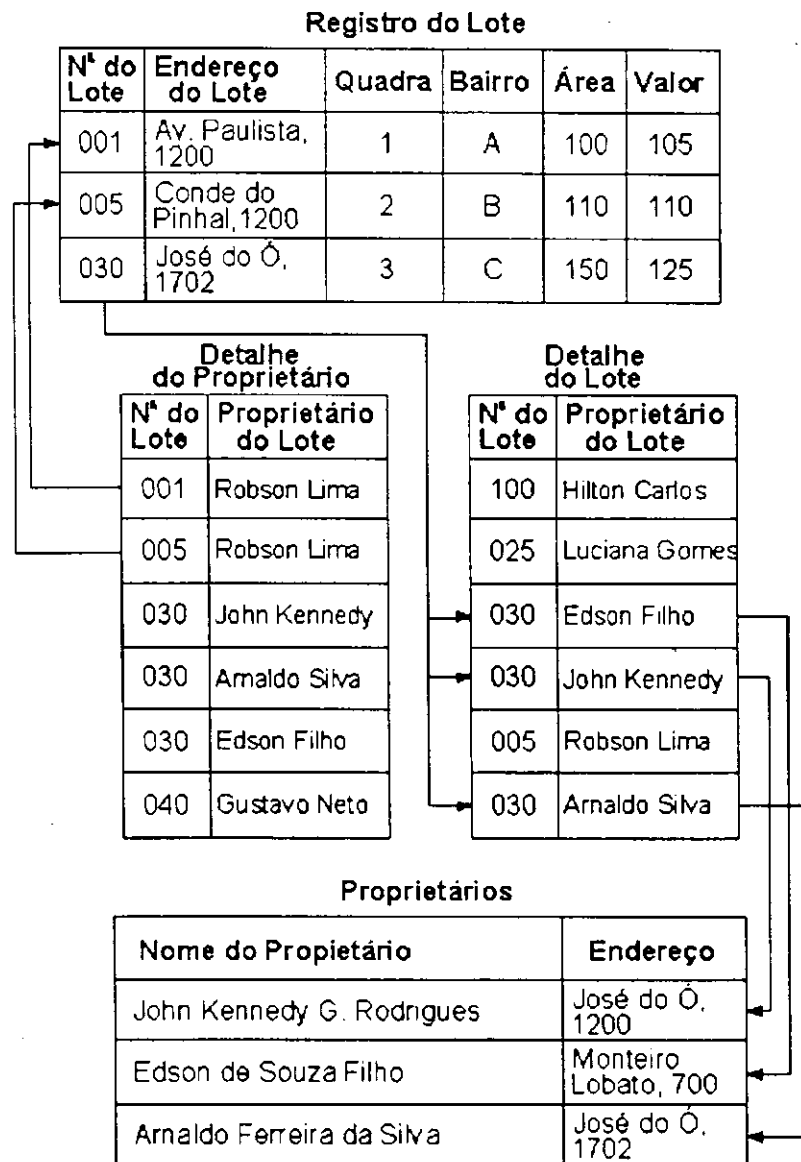 Registro do Lote
Nº do Lote | Endereço do Lote | Quadra | Bairro | Área | Valor
001 | Av. Paulista, 1200 | 1 | A | 100 | 105
005 | Conde do Pinhal, 1200 | 2 | B | 110 | 110
030 | José do Ó, 1702 | 3 | C | 150 | 125
Detalhe do Proprietário
Nº do Lote | Proprietário do Lote
001 | Robson Lima
005 | Robson Lima
030 | John Kennedy
030 | Arnaldo Silva
030 | Edson Filho
040 | Gustavo Neto
Detalhe do Lote
Nº do Lote | Proprietário do Lote
100 | Hilton Carlos
025 | Luciana Gomes
030 | Edson Filho
030 | John Kennedy
005 | Robson Lima
030 | Arnaldo Silva
Proprietários
Nome do Propietário | Endereço
John Kennedy G. Rodrigues | José do Ó, 1200
Edson de Souza Filho | Monteiro Lobato, 700
Arnaldo Ferreira da Silva | José do Ó, 1702